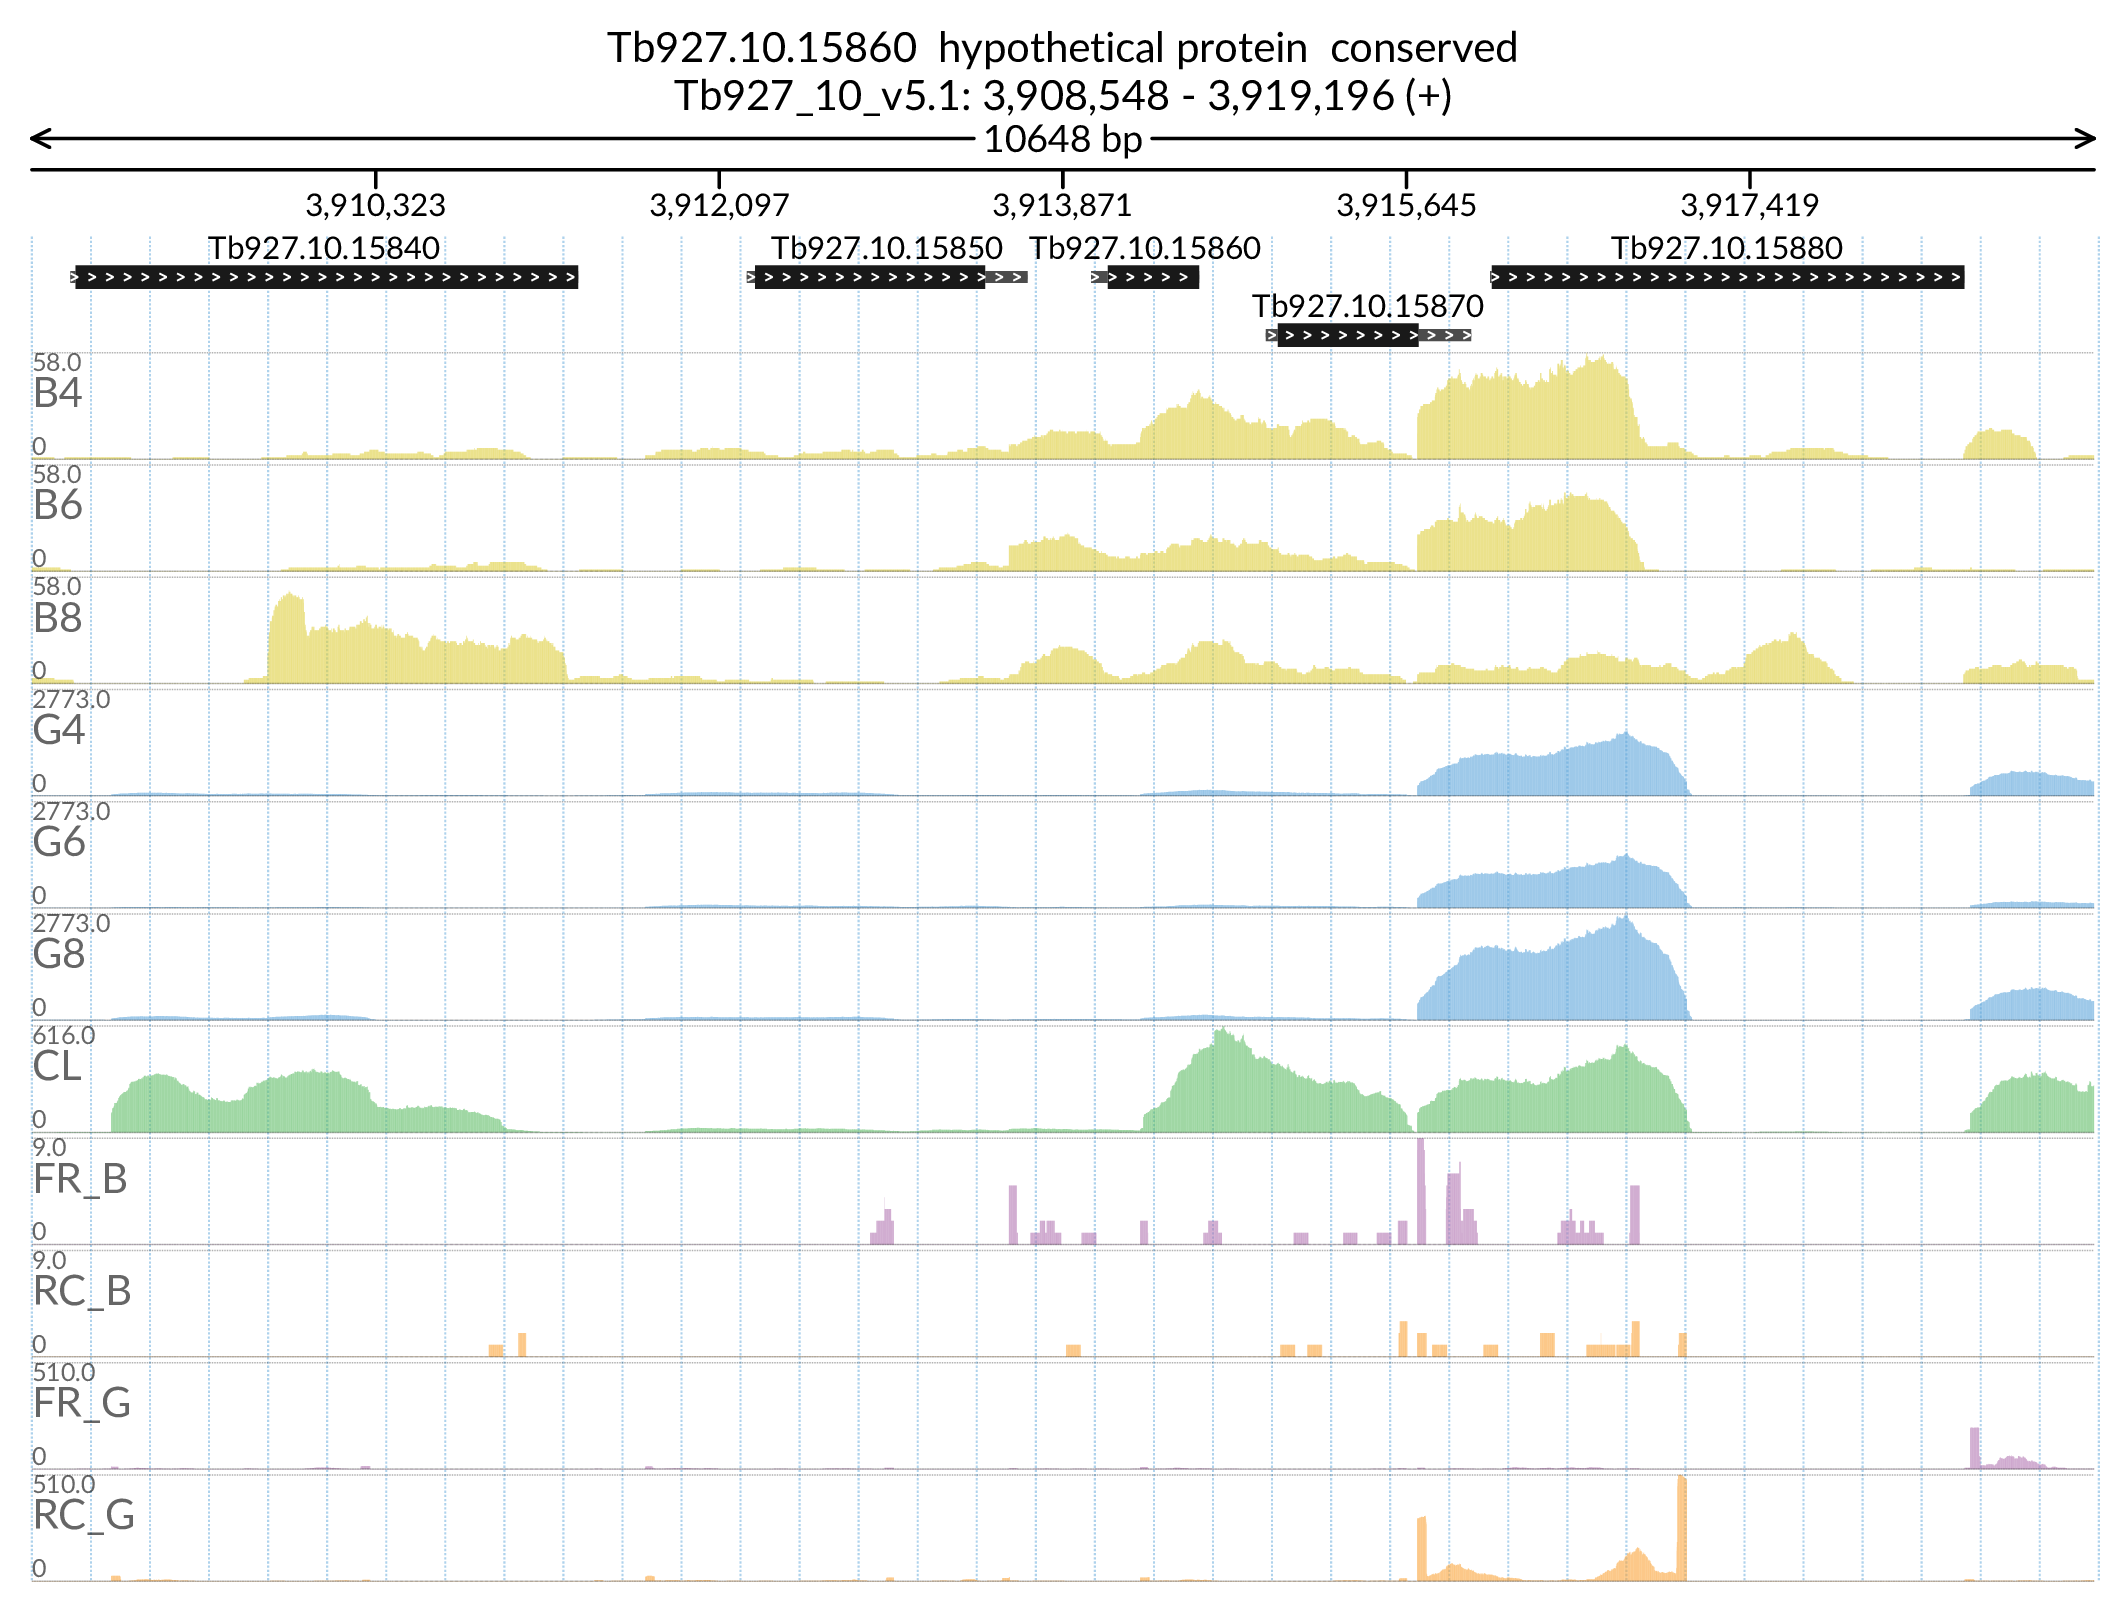 Tb927.10.15860 hypothetical protein conserved
Tb927_10_v5.1: 3,908,548 - 3,919,196 (+)
10648 bp
3,910,323 3,912,097 3,913,871 3,915,645 3,917,419
Tb927.10.15840 Tb927.10.15850 Tb927.10.15860 Tb927.10.15880
Tb927.10.15870
58.0
B4
0
58.0
B6
0
58.0
B8
0
2773.0
G4
0
2773.0
G6
0
2773.0
G8
0
616.0
CL
0
9.0
FR_B
0
9.0
RC_B
0
510.0
FR_G
0
510.0
RC_G
0